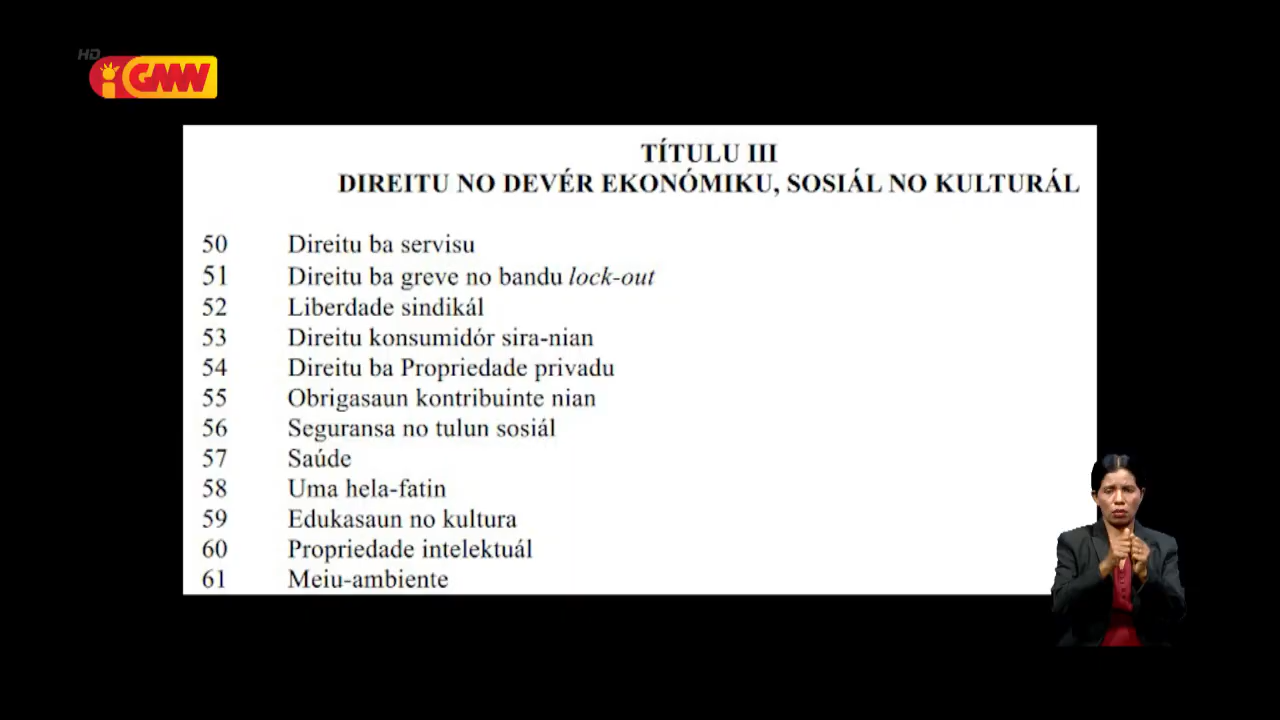 HD
GMN
TÍTULU III
DIREITU NO DEVÉR EKONÓMIKU, SOSIÁL NO KULTURÁL
50 Direitu ba servisu
51 Direitu ba greve no bandu lock-out
52 Liberdade sindikál
53 Direitu konsumidór sira-nian
54 Direitu ba Propriedade privadu
55 Obrigasaun kontribuinte nian
56 Seguransa no tulun sosiál
57 Saúde
58 Uma hela-fatin
59 Edukasaun no kultura
60 Propriedade intelektuál
61 Meiu-ambiente